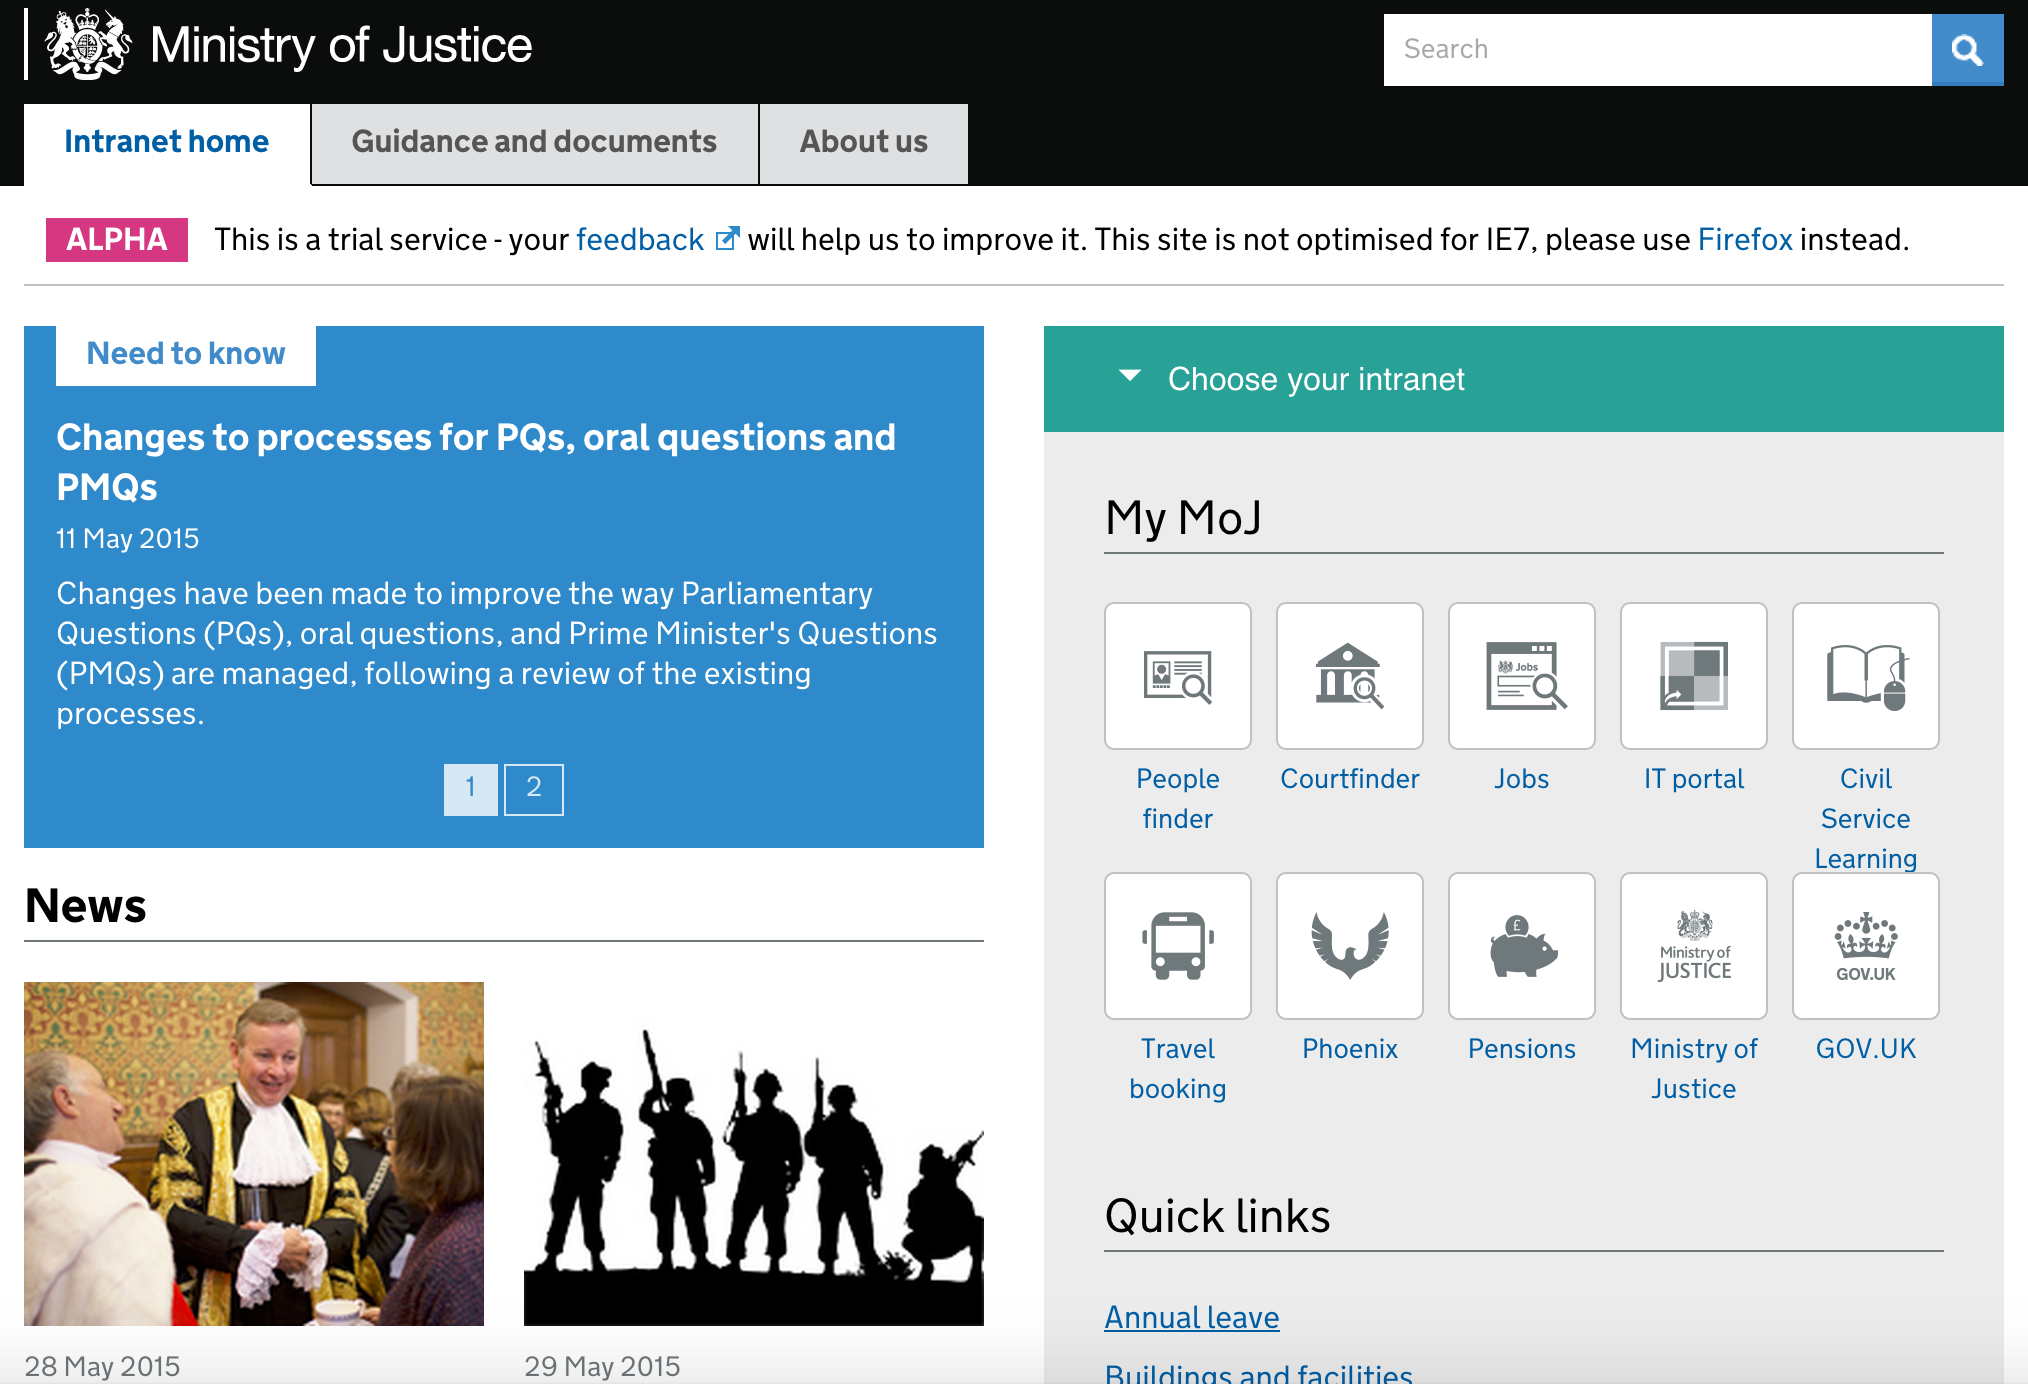 Ministry of Justice
Search
Intranet home
Guidance and documents
About us
ALPHA
This is a trial service - your feedback will help us to improve it. This site is not optimised for IE7, please use Firefox instead.
Need to know
Changes to processes for PQs, oral questions and
PMQs
11 May 2015
Changes have been made to improve the way Parliamentary
Questions (PQs), oral questions, and Prime Minister's Questions
(PMQs) are managed, following a review of the existing
processes.
1
2
News
28 May 2015
29 May 2015
Choose your intranet
My MoJ
People
finder
Courtfinder
Jobs
Jobs
IT portal
Civil
Service
Learning
Travel
booking
Phoenix
£
Pensions
Ministry of
JUSTICE
Ministry of
Justice
GOV.UK
GOV.UK
Quick links
Annual leave
Buildings and facilities